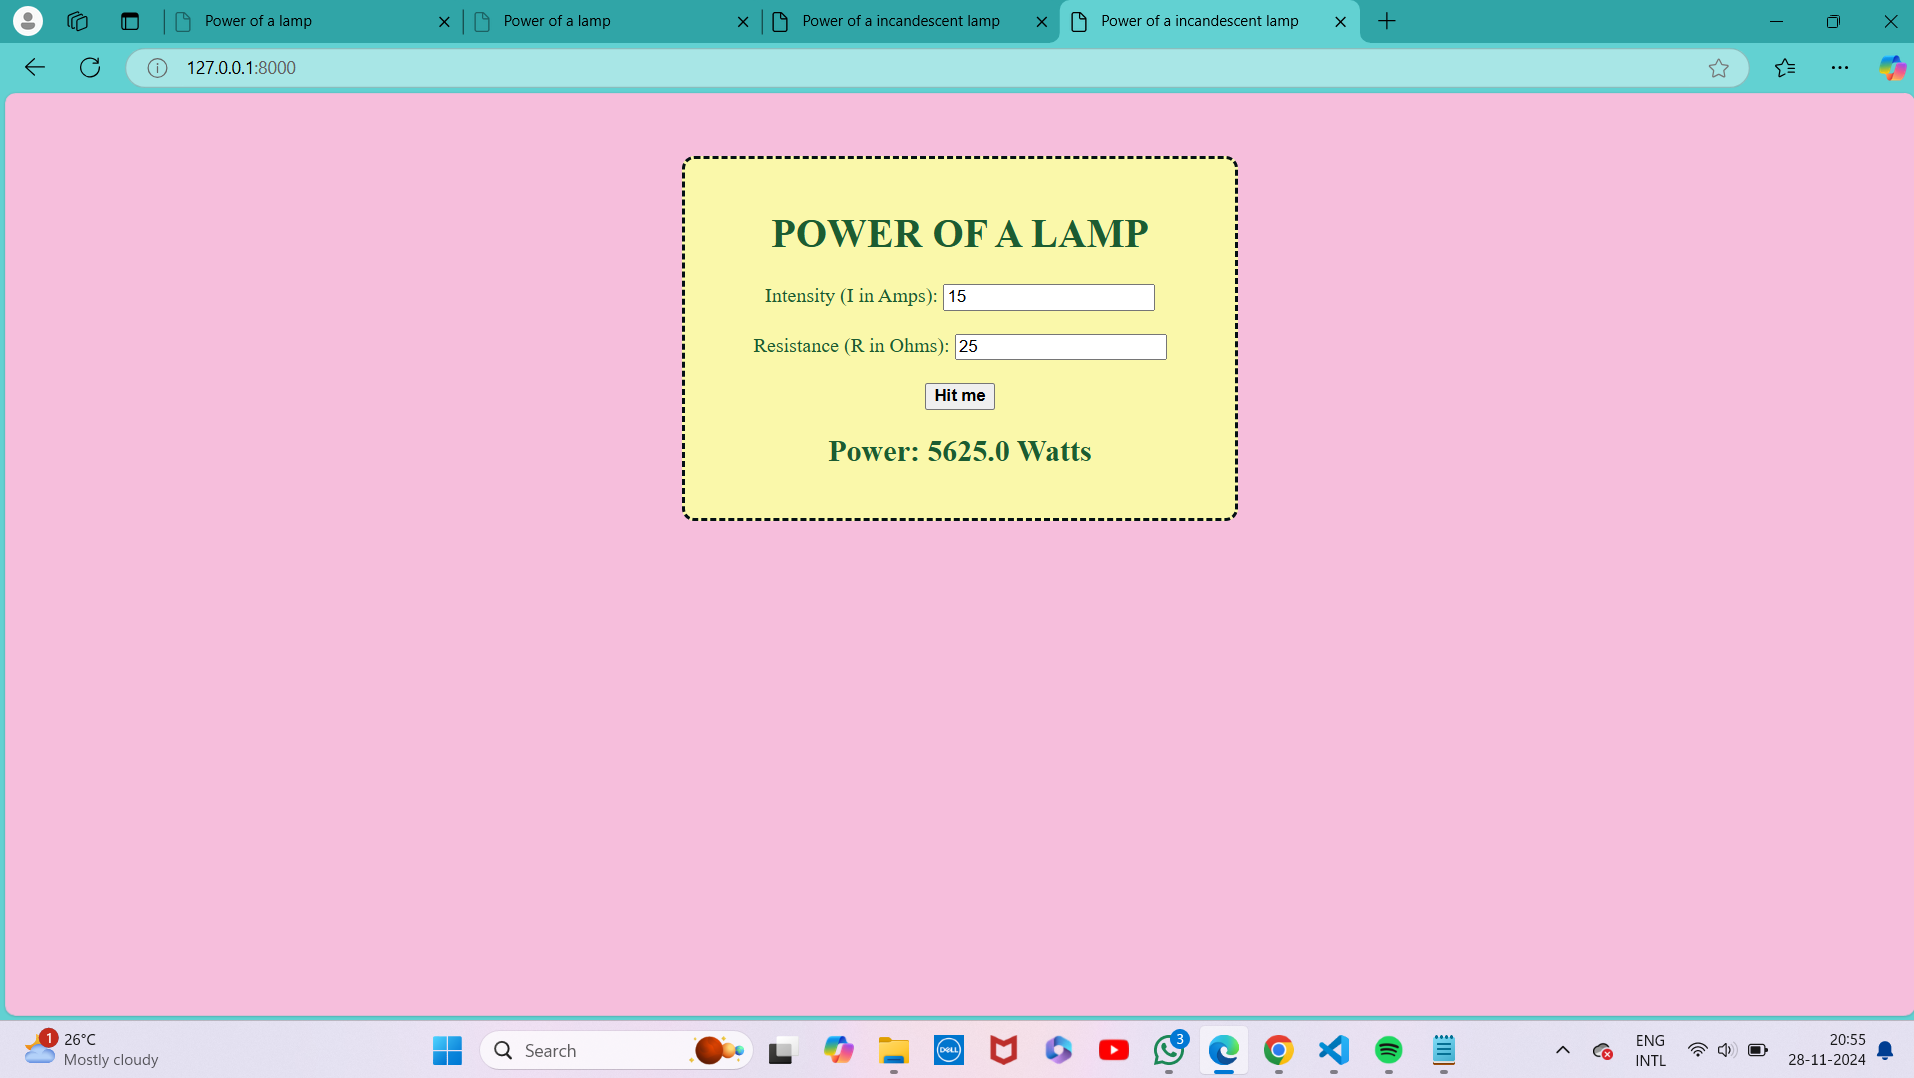 Power of a lamp
Power of a lamp
Power of a incandescent lamp
Power of a incandescent lamp
127.0.0.1:8000
POWER OF A LAMP
Intensity (I in Amps): 15
Resistance (R in Ohms): 25
Hit me
Power: 5625.0 Watts
1
26°C
Mostly cloudy
Search
DELL
3
ENG
INTL
20:55
28-11-2024